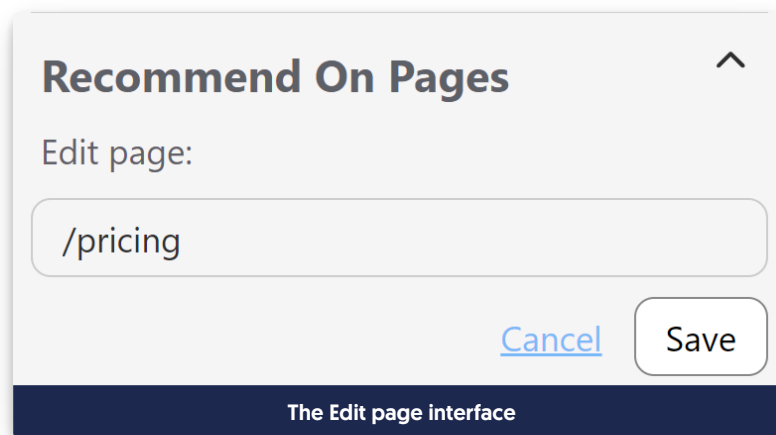 Recommend On Pages
Edit page:
/pricing
Cancel Save
The Edit page interface